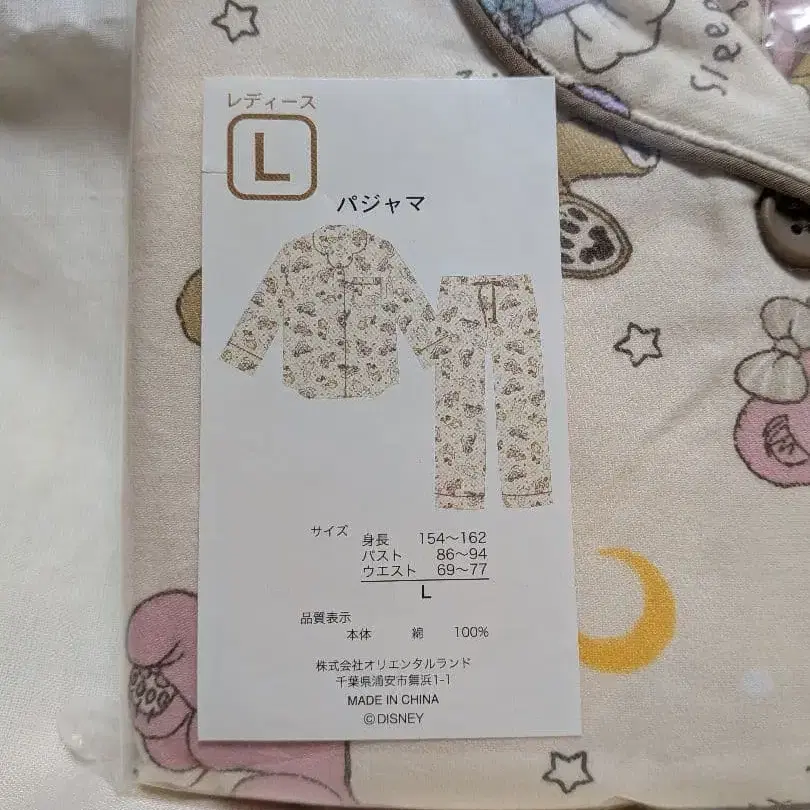 Sleep
レディース
L
パジャマ
サイズ
身長 154～162
バスト 86～94
ウエスト 69～77
L
品質表示
本体 綿 100%
株式会社オリエンタルランド
千葉県浦安市舞浜1-1
MADE IN CHINA
©DISNEY